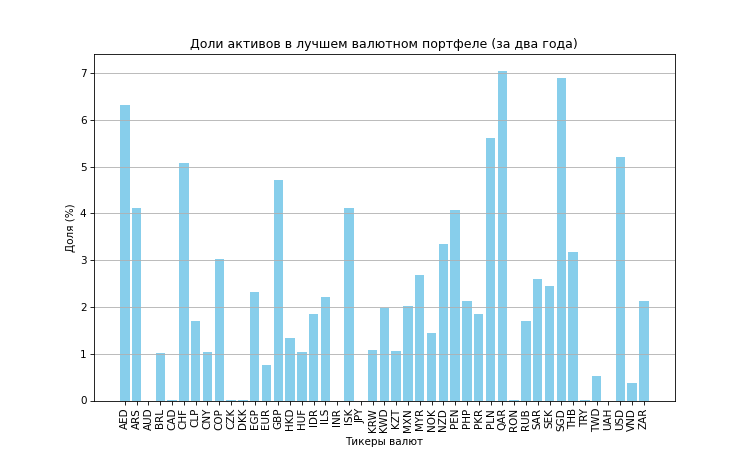 Доли активов в лучшем валютном портфеле (за два года)
Доля (%)
7
6
5
4
3
2
1
0
AED ARS AUD BRL CAD CHF CLP CNY COP CZK DKK EGP EUR GBP HKD HUF IDR ILS INR ISK JPY KRW KWD KZT MXN MYR NOK NZD PEN PHP PKR PLN QAR RON RUB SAR SEK SGD THB TRY TWD UAH USD VND ZAR
Тикеры валют